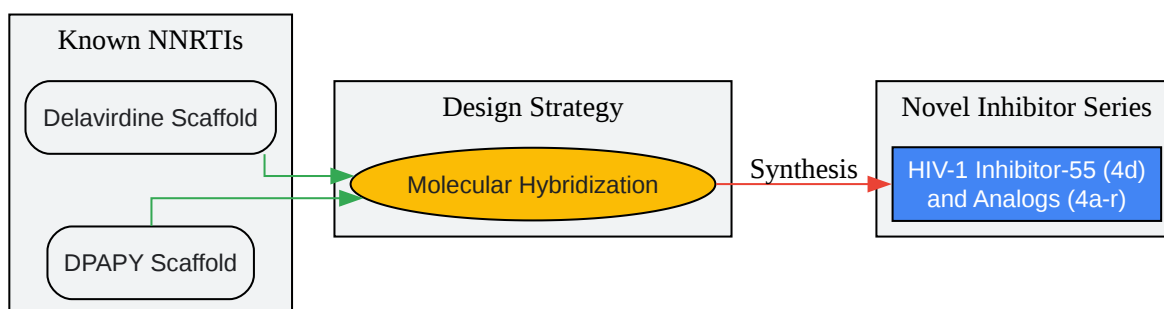 Known NNRTIs
Delavirdine Scaffold
DPAPY Scaffold
Design Strategy
Molecular Hybridization
Synthesis
Novel Inhibitor Series
HIV-1 Inhibitor-55 (4d)
and Analogs (4a-r)